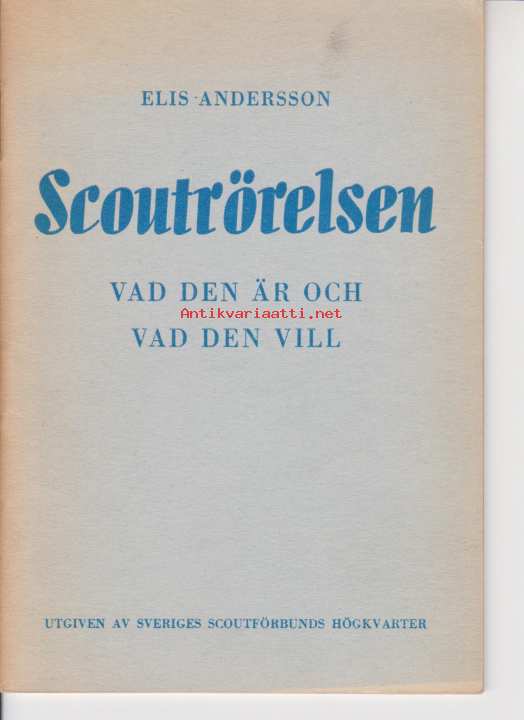 ELIS ANDERSSON
Scoutrörelsen
VAD DEN ÄR OCH
Antikvariaatti.net
VAD DEN VILL
UTGIVEN AV SVERIGES SCOUTFÖRBUNDS HÖGKVARTER